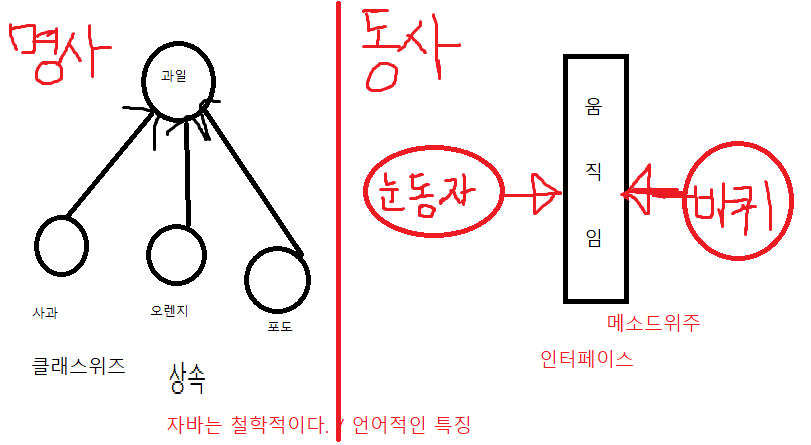 명사
과일
사과
오렌지
포도
클래스위즈
상속
동사
움
직
임
눈동자
바퀴
메소드위주
인터페이스
자바는 철학적이다. / 언어적인 특징